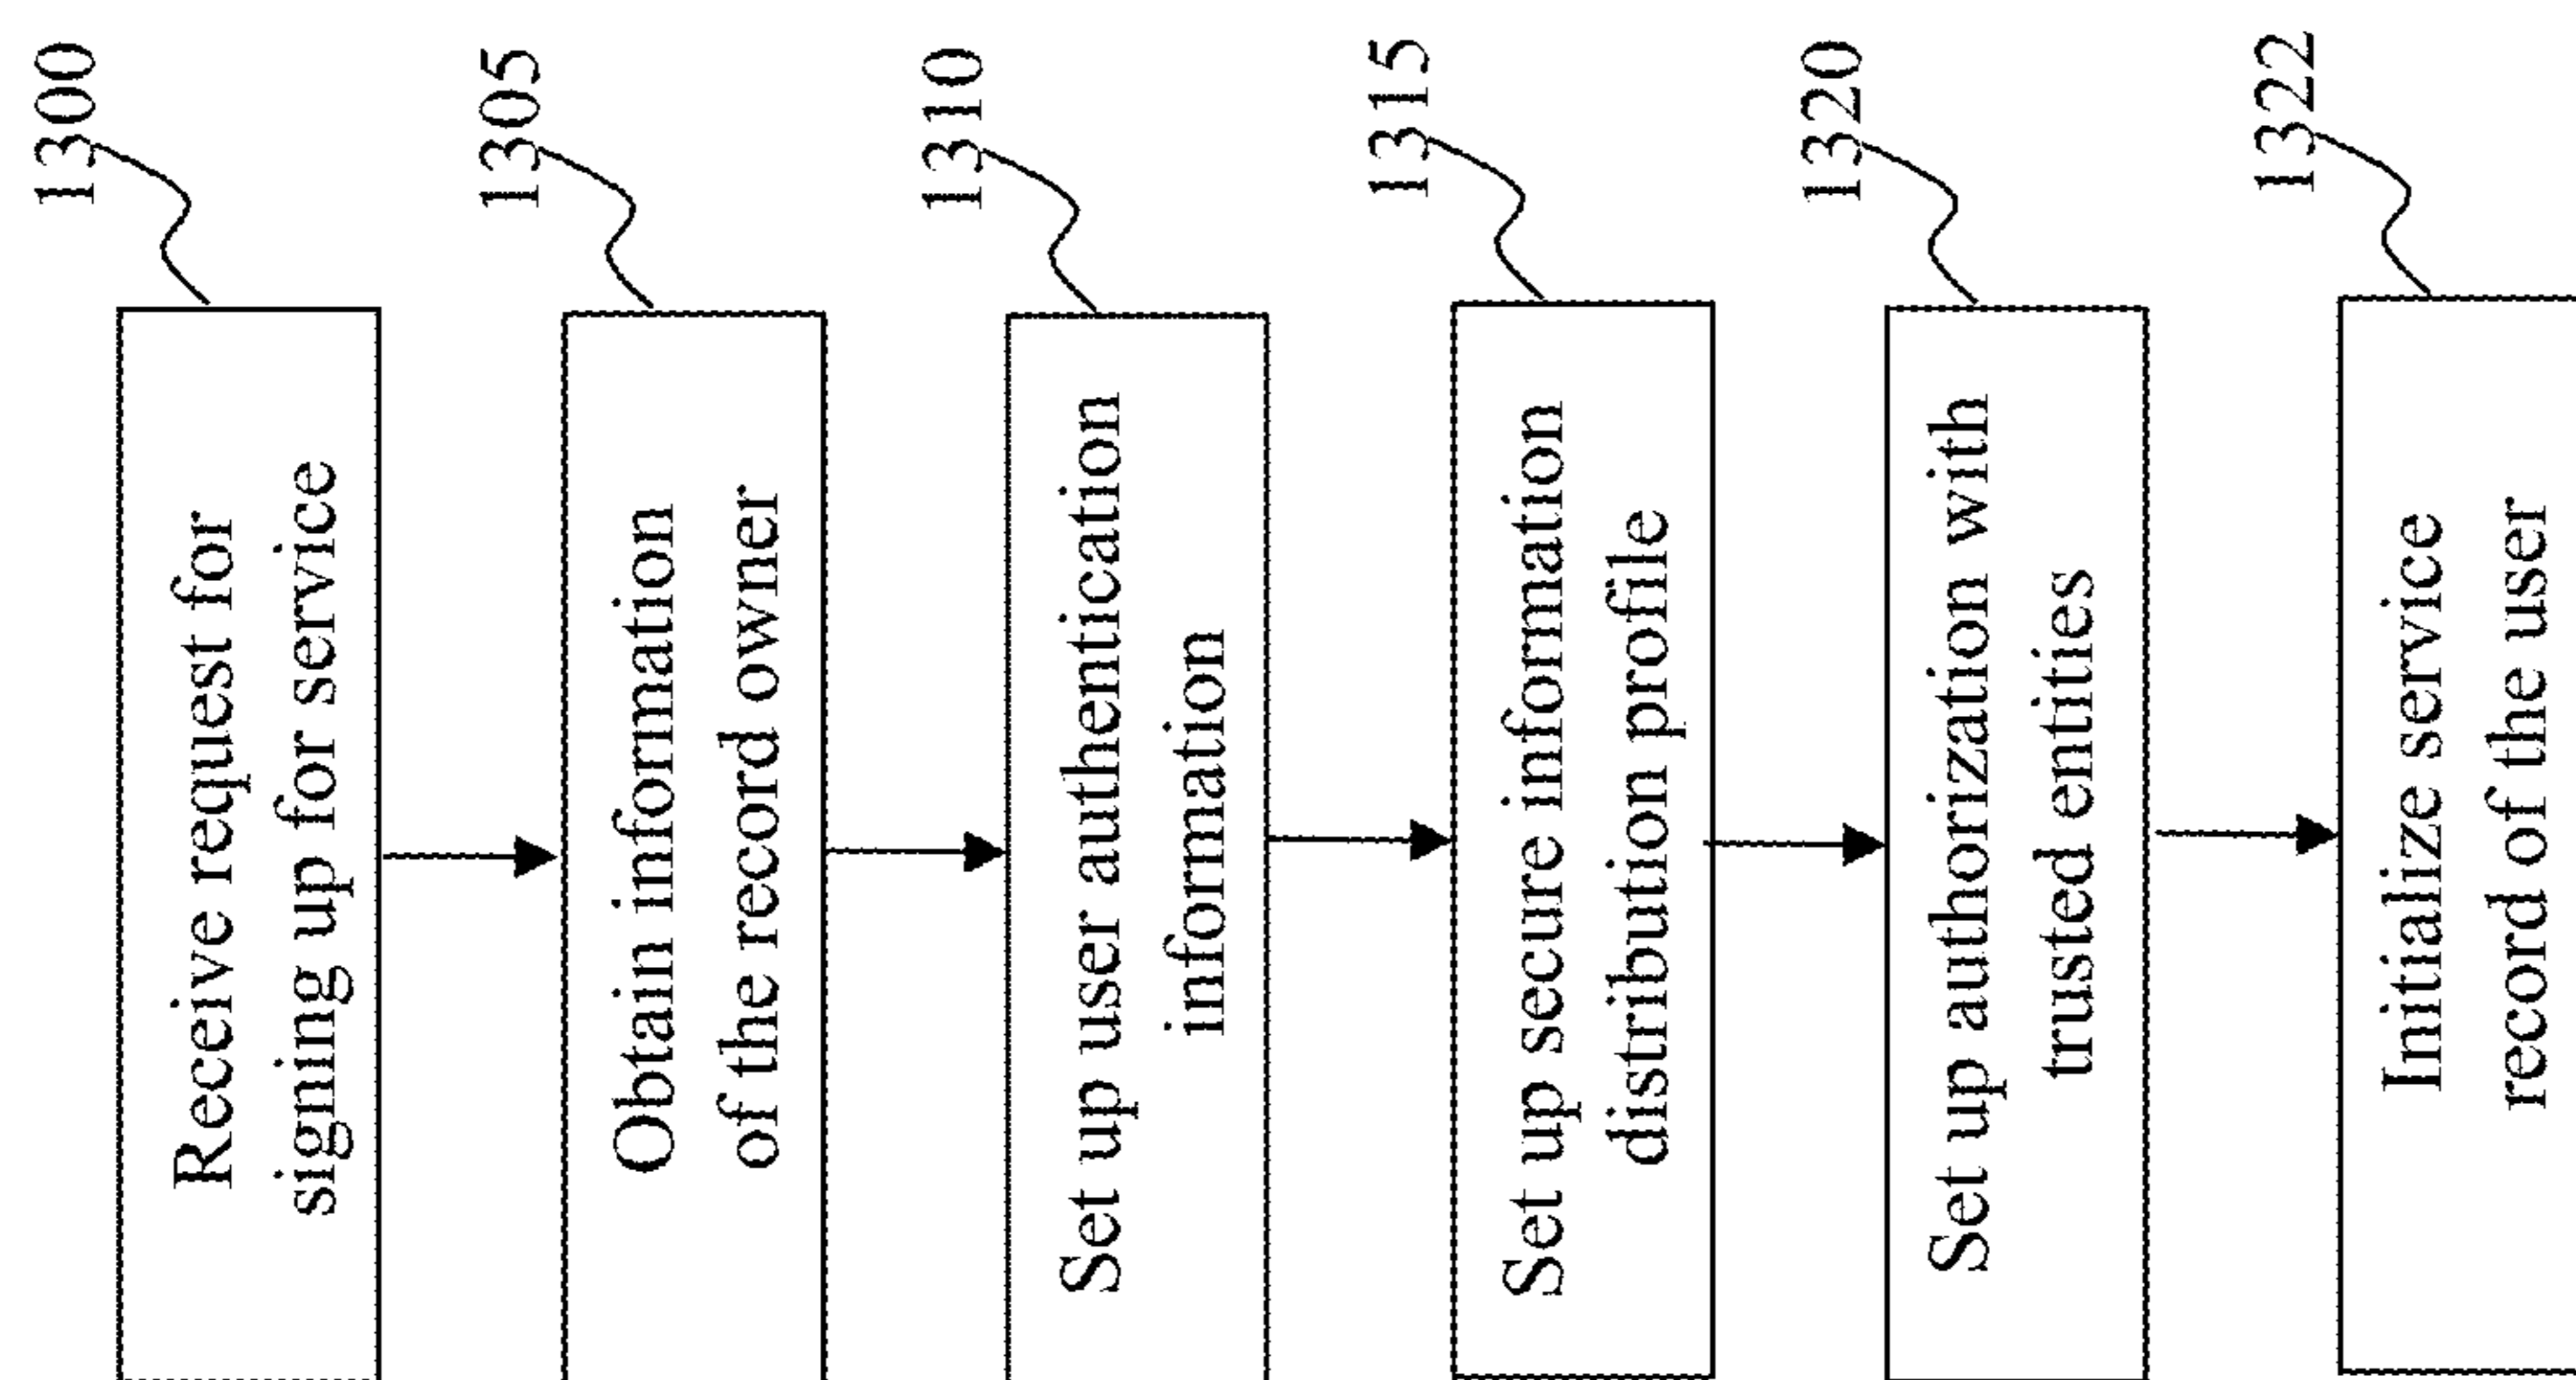 1300
Receive request for
signing up for service
1305
Obtain information
of the record owner
1310
Set up user authentication
information
1315
Set up secure information
distribution profile
1320
Set up authorization with
trusted entities
1322
Initialize service
record of the user